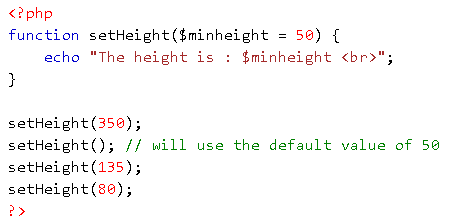 <?php
function setHeight($minheight = 50) {
    echo "The height is : $minheight <br>";
}

setHeight(350);
setHeight(); // will use the default value of 50
setHeight(135);
setHeight(80);
?>